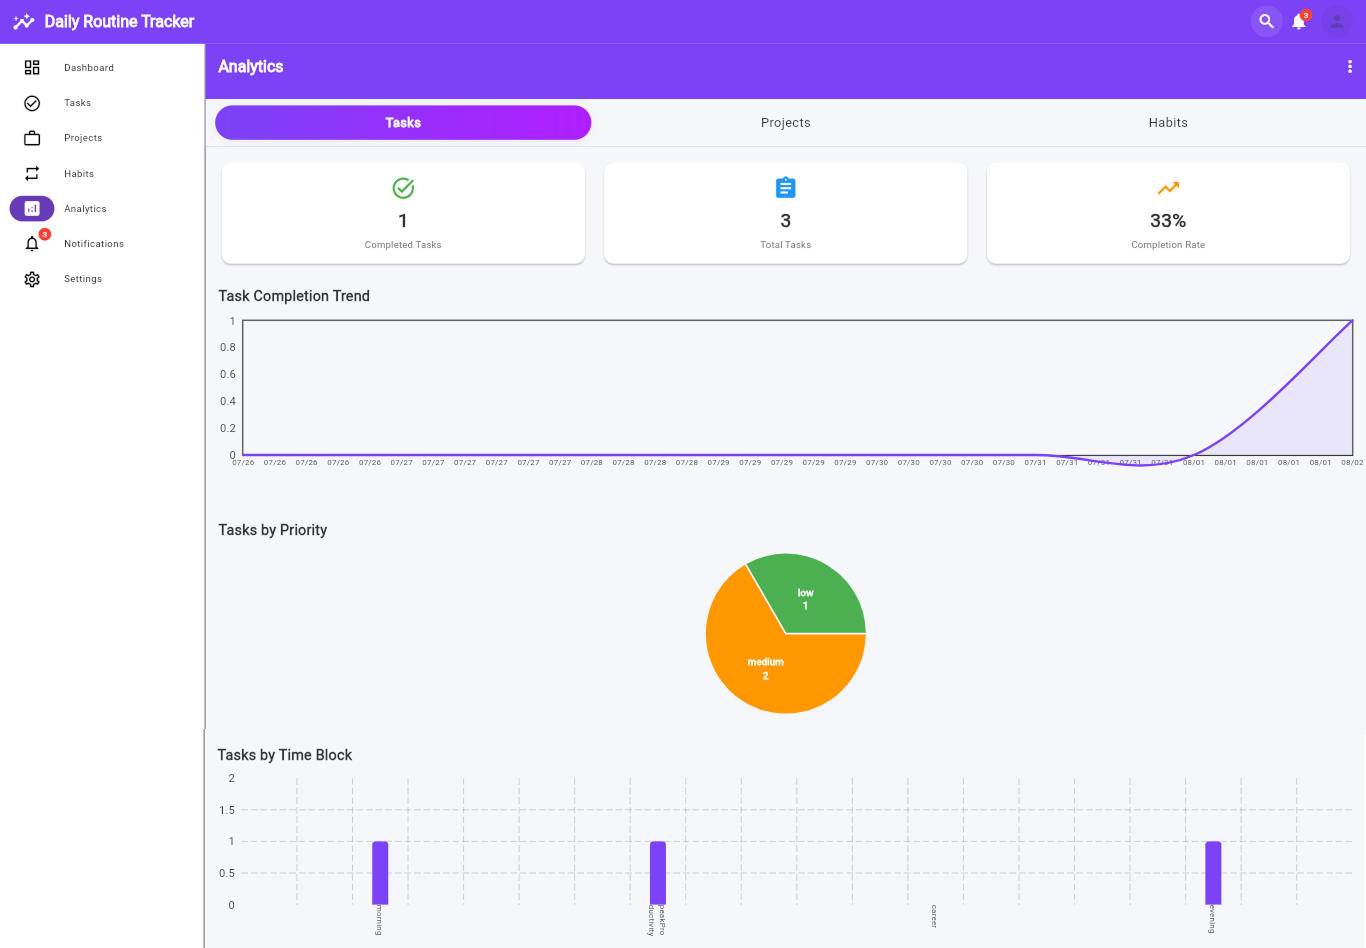 Daily Routine Tracker
3
Dashboard
Tasks
Projects
Habits
Analytics
3
Notifications
Settings
Analytics
Tasks
Projects
Habits
1
Completed Tasks
3
Total Tasks
33%
Completion Rate
Task Completion Trend
1
0.8
0.6
0.4
0.2
0
07/26 07/26 07/26 07/26 07/26 07/27 07/27 07/27 07/27 07/27 07/27 07/28 07/28 07/28 07/28 07/29 07/29 07/29 07/29 07/29 07/30 07/30 07/30 07/30 07/30 07/31 07/31 07/31 07/31 07/31 08/01 08/01 08/01 08/01 08/01 08/02
Tasks by Priority
low
1
medium
2
Tasks by Time Block
2
1.5
1
0.5
0
morning
peakPro
ductivity
career
evening